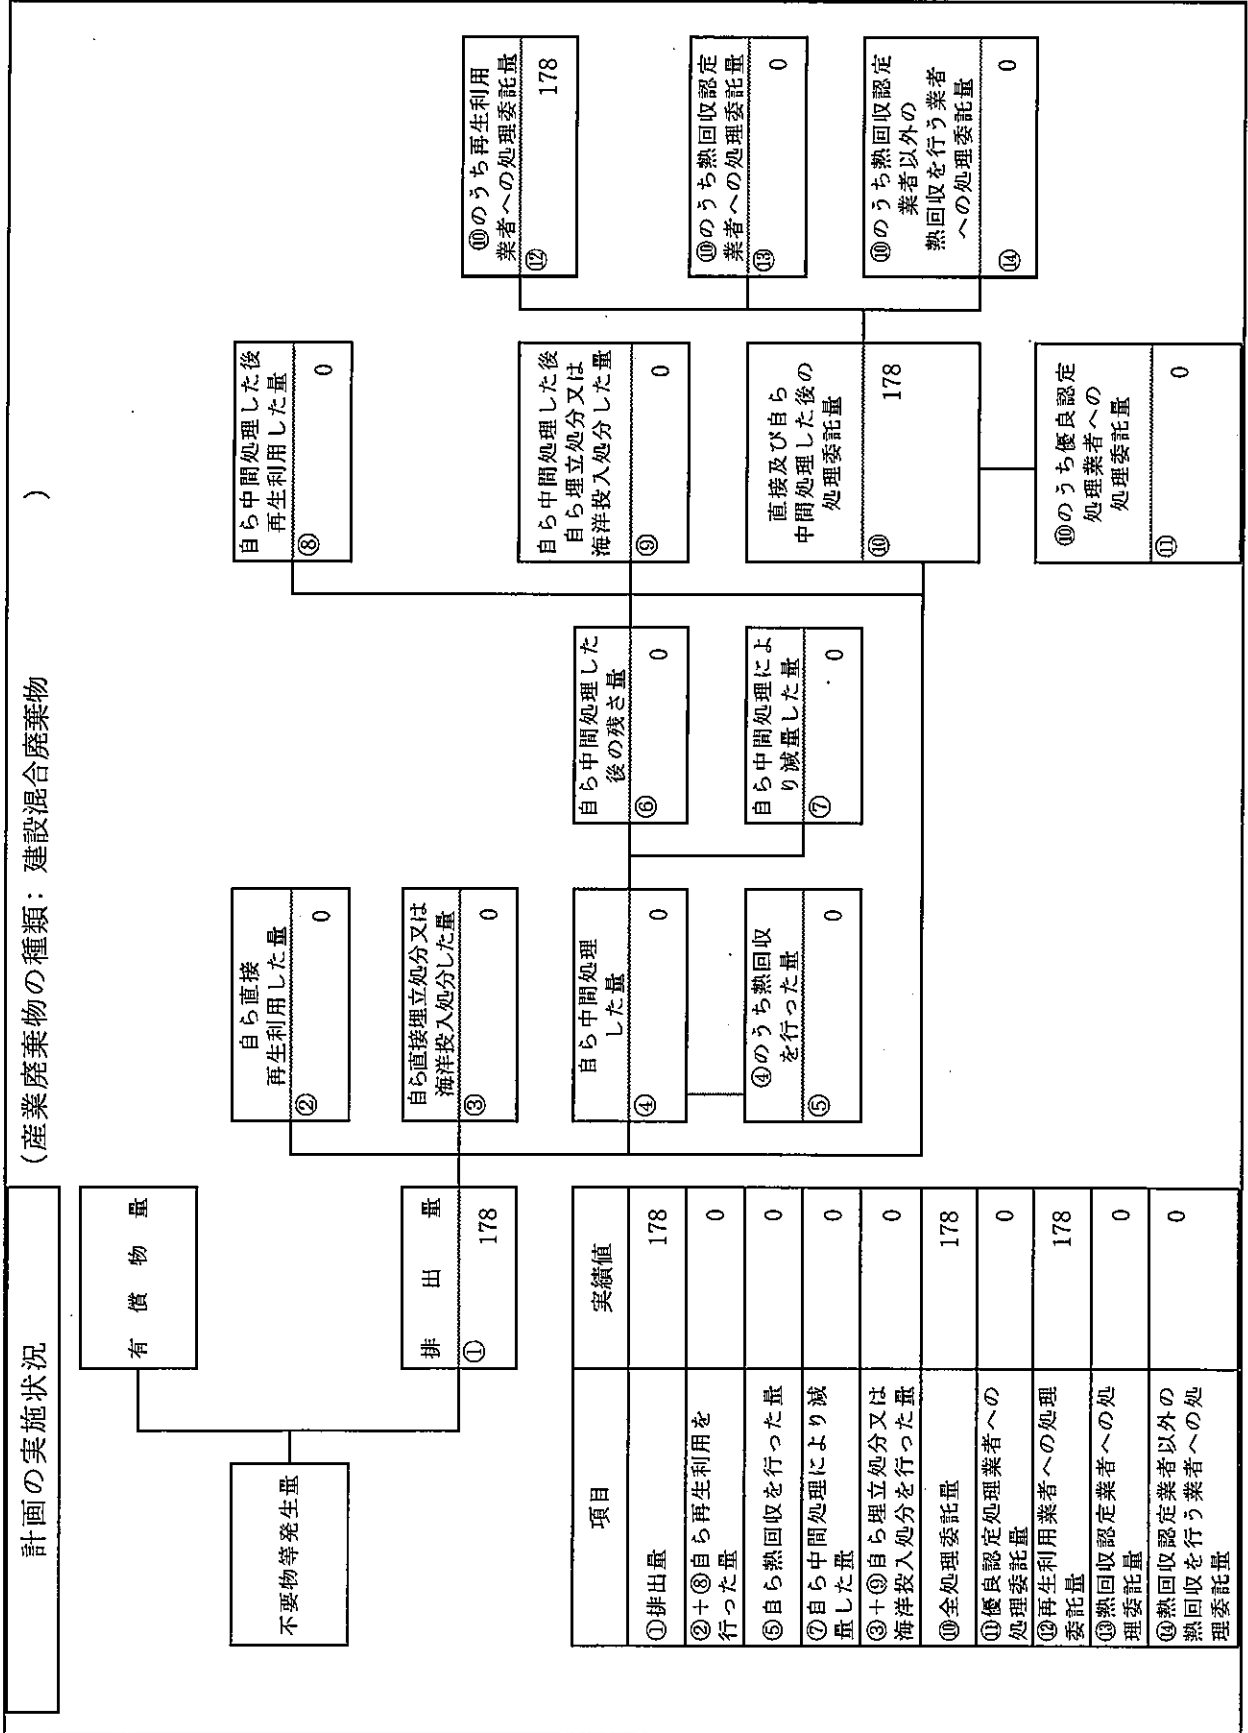 計画の実施状況
(産業廃棄物の種類：建設混合廃棄物　　　　)
不要物等発生量
有償物量
排出量
① 178
自ら直接
再生利用した量
② 0
自ら直接埋立処分又は
海洋投入処分した量
③ 0
自ら中間処理
した量
④ 0
④のうち熱回収
を行った量
⑤ 0
自ら中間処理した
後の残さ量
⑥ 0
自ら中間処理によ
り減量した量
⑦ 0
自ら中間処理した後
再生利用した量
⑧ 0
自ら中間処理した後
自ら埋立処分又は
海洋投入処分した量
⑨ 0
直接及び自ら
中間処理した後の
処理委託量
⑩ 178
⑩のうち優良認定
処理業者への
処理委託量
⑪ 0
⑩のうち再生利用
業者への処理委託量
⑫ 178
⑩のうち熱回収認定
業者への処理委託量
⑬ 0
⑩のうち熱回収認定
業者以外の
熱回収を行う業者
への処理委託量
⑭ 0
項目 実績値
①排出量 178
②+⑧自ら再生利用を
行った量 0
⑤自ら熱回収を行った量 0
⑦自ら中間処理により減
量した量 0
③+⑨自ら埋立処分又は
海洋投入処分を行った量 0
⑩全処理委託量 178
⑪優良認定処理業者への
処理委託量 0
⑫再生利用業者への処理
委託量 178
⑬熱回収認定業者への処
理委託量 0
⑭熱回収認定業者以外の
熱回収を行う業者への処
理委託量 0